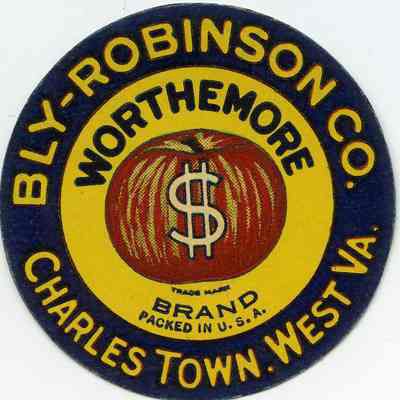 BLY-ROBINSON CO.
WORTHEMORE
$
TRADE MARK
BRAND
PACKED IN U.S.A.
CHARLES TOWN. WEST VA.